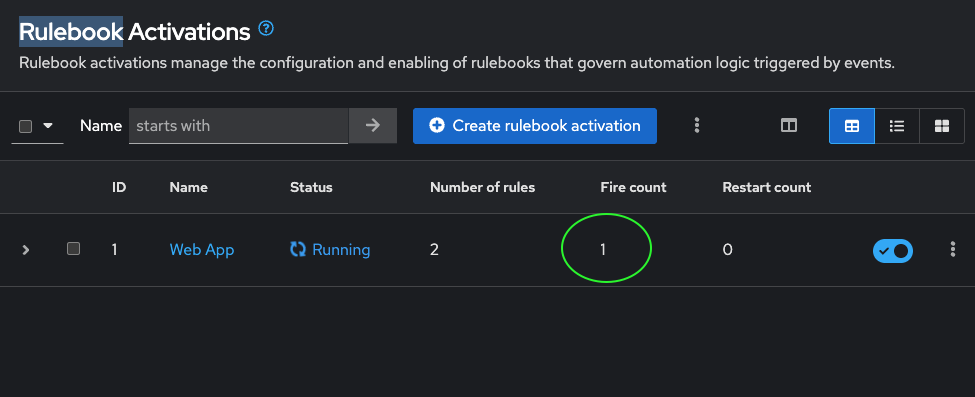 Rulebook Activations
Rulebook activations manage the configuration and enabling of rulebooks that govern automation logic triggered by events.
Name starts with Create rulebook activation
ID Name Status Number of rules Fire count Restart count
1 Web App Running 2 1 0